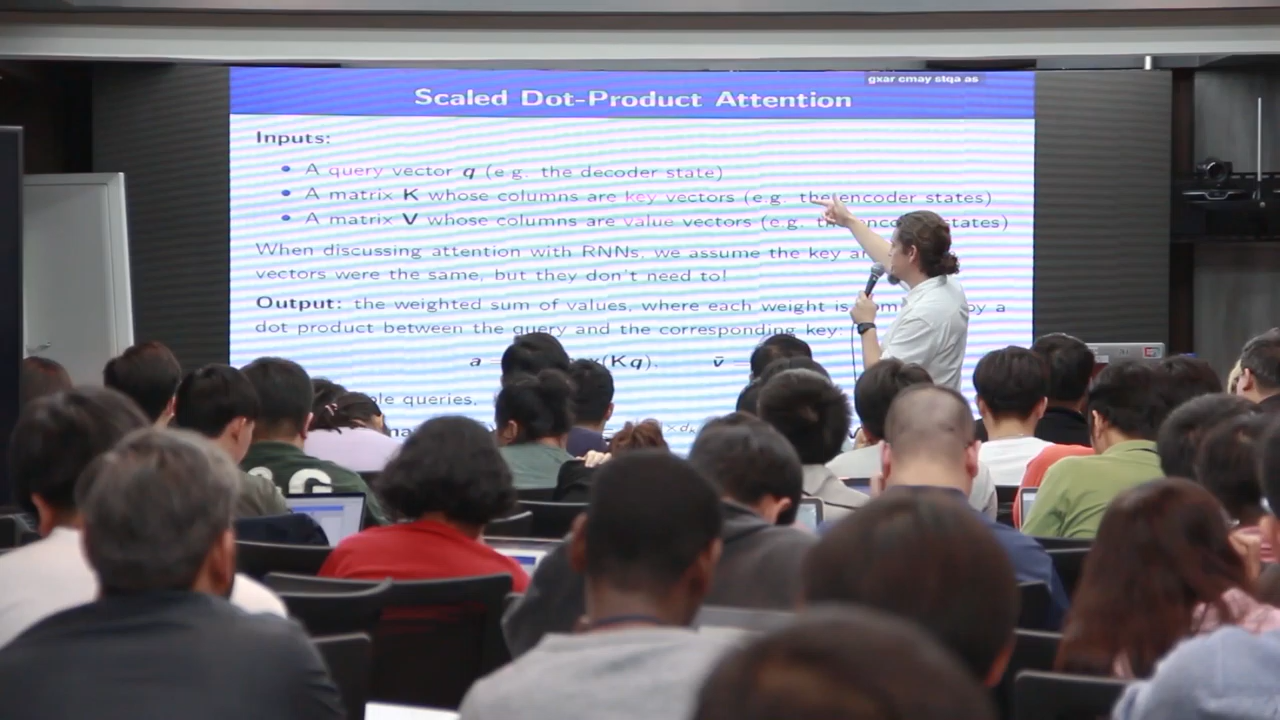 gxar cmay stqa as
Scaled Dot-Product Attention
Inputs:
• A query vector q (e g. the decoder state)
• A matrix K whose columns are key vectors (e.g. the encoder states)
• A matrix V whose columns are value vectors (e.g. states)
When discussing attention with RNNs, we assume the key
vectors were the same, but they don't need to!
Output: the weighted sum of values, where each weight is by a
dot product between the query and the corresponding key:
a (Kq). v̄
queries.
G